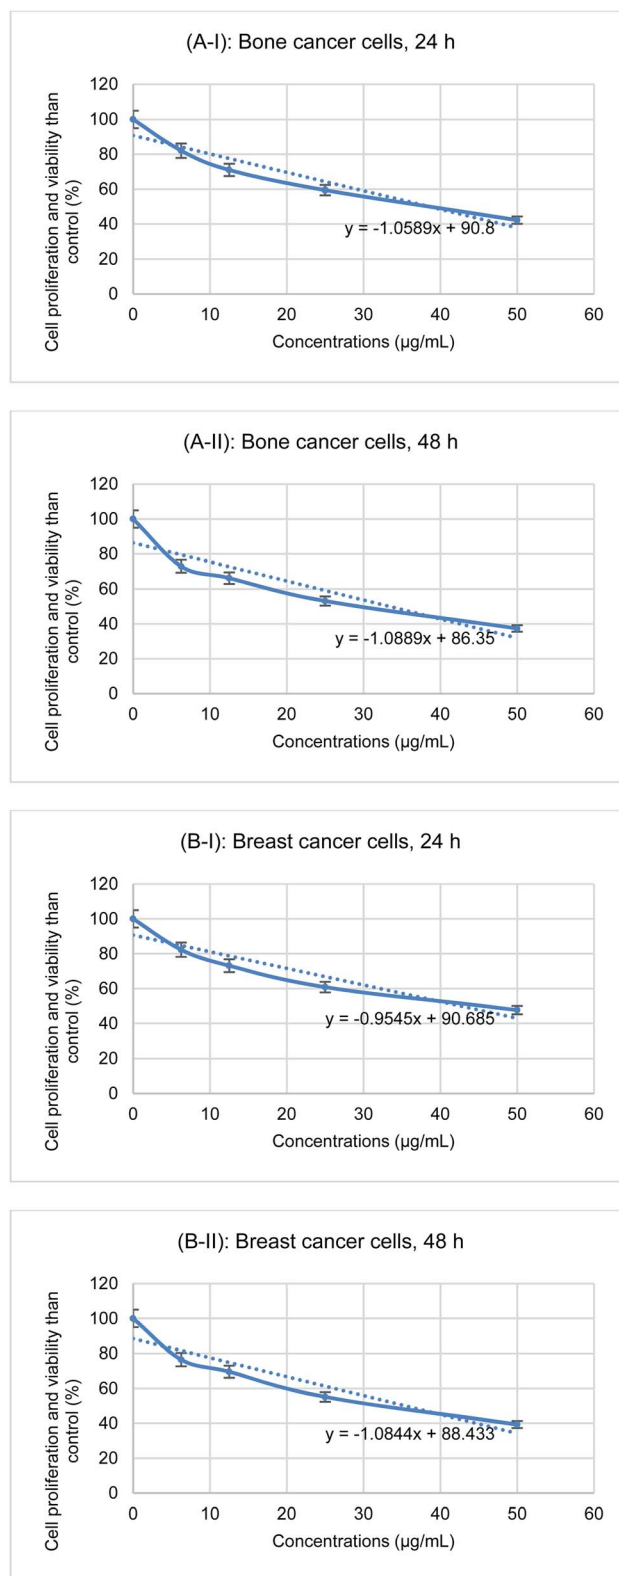 (A-I): Bone cancer cells, 24 h
Cell proliferation and viability than
control (%)
120
100
80
60
40
20
0
y = -1.0589x + 90.8
0 10 20 30 40 50 60
Concentrations (µg/mL)
(A-II): Bone cancer cells, 48 h
Cell proliferation and viability than
control (%)
120
100
80
60
40
20
0
y = -1.0889x + 86.35
0 10 20 30 40 50 60
Concentrations (µg/mL)
(B-I): Breast cancer cells, 24 h
Cell proliferation and viability than
control (%)
120
100
80
60
40
20
0
y = -0.9545x + 90.685
0 10 20 30 40 50 60
Concentrations (µg/mL)
(B-II): Breast cancer cells, 48 h
Cell proliferation and viability than
control (%)
120
100
80
60
40
20
0
y = -1.0844x + 88.433
0 10 20 30 40 50 60
Concentrations (µg/mL)